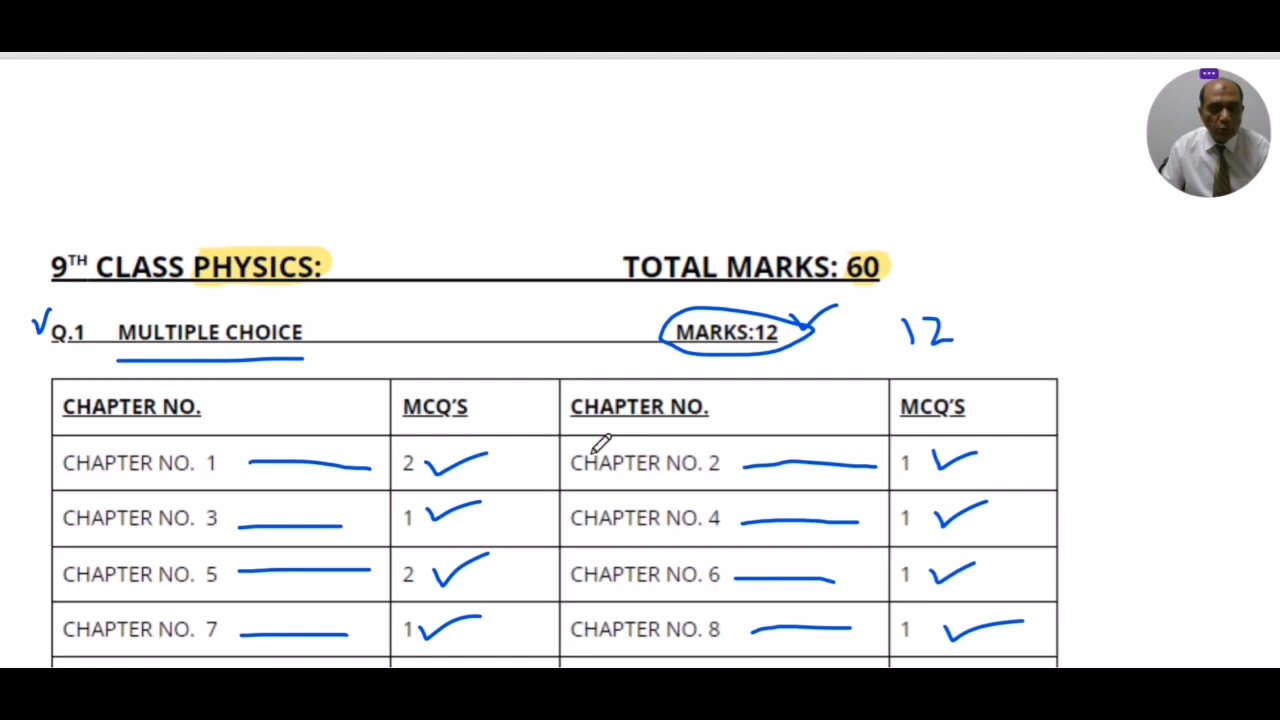 9TH CLASS PHYSICS: TOTAL MARKS: 60
Q.1 MULTIPLE CHOICE MARKS:12 12
CHAPTER NO. MCQ'S CHAPTER NO. MCQ'S
CHAPTER NO. 1 2 CHAPTER NO. 2 1
CHAPTER NO. 3 1 CHAPTER NO. 4 1
CHAPTER NO. 5 2 CHAPTER NO. 6 1
CHAPTER NO. 7 1 CHAPTER NO. 8 1